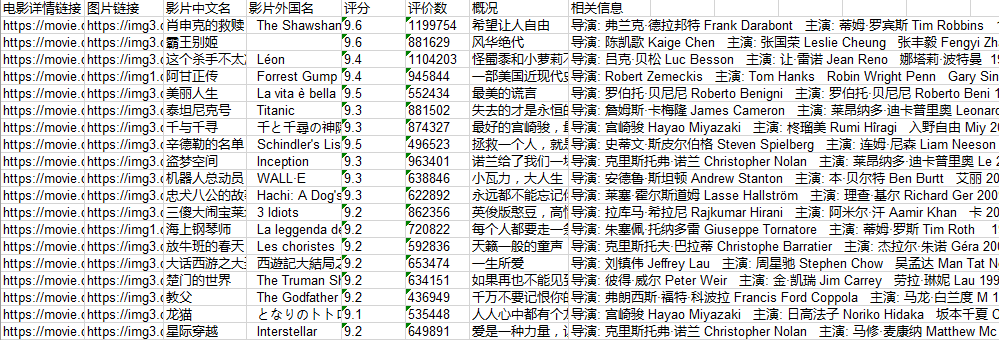 电影详情链接 图片链接 影片中文名 影片外国名 评分 评价数 概况 相关信息
https://movie.d https://img3.d 肖申克的救赎 The Shawshan 9.6 1199754 希望让人自由 导演: 弗兰克·德拉邦特 Frank Darabont 主演: 蒂姆·罗宾斯 Tim Robbins
https://movie.d https://img3.d 霸王别姬 9.6 881629 风华绝代 导演: 陈凯歌 Kaige Chen 主演: 张国荣 Leslie Cheung 张丰毅 Fengyi Zh
https://movie.d https://img3.d 这个杀手不太 Léon 9.4 1104203 怪蜀黍和小萝莉不 导演: 吕克·贝松 Luc Besson 主演: 让·雷诺 Jean Reno 娜塔莉·波特曼
https://movie.d https://img1.d 阿甘正传 Forrest Gump 9.4 945844 一部美国近现代史 导演: Robert Zemeckis 主演: Tom Hanks Robin Wright Penn Gary Sin
https://movie.d https://img3.d 美丽人生 La vita è bella 9.5 552434 最美的谎言 导演: 罗伯托·贝尼尼 Roberto Benigni 主演: 罗伯托·贝尼尼 Roberto Beni 1
https://movie.d https://img3.d 泰坦尼克号 Titanic 9.3 881502 失去的才是永恒的 导演: 詹姆斯·卡梅隆 James Cameron 主演: 莱昂纳多·迪卡普里奥 Leonard
https://movie.d https://img3.d 千与千寻 千と千尋の神隠 9.3 874327 最好的宫崎骏，最 导演: 宫崎骏 Hayao Miyazaki 主演: 柊瑠美 Rumi Hîragi 入野自由 Miy 2
https://movie.d https://img3.d 辛德勒的名单 Schindler's Lis 9.5 496523 拯救一个人，就是 导演: 史蒂文·斯皮尔伯格 Steven Spielberg 主演: 连姆·尼森 Liam Neeson
https://movie.d https://img3.d 盗梦空间 Inception 9.3 963401 诺兰给了我们一场 导演: 克里斯托弗·诺兰 Christopher Nolan 主演: 莱昂纳多·迪卡普里奥 Le 2
https://movie.d https://img3.d 机器人总动员 WALL·E 9.3 638846 小瓦力，大人生 导演: 安德鲁·斯坦顿 Andrew Stanton 主演: 本·贝尔特 Ben Burtt 艾丽 20
https://movie.d https://img3.d 忠犬八公的故事 Hachi: A Dog's 9.3 622892 永远都不能忘记你 导演: 莱塞·霍尔斯道姆 Lasse Hallström 主演: 理查·基尔 Richard Ger 200
https://movie.d https://img3.d 三傻大闹宝莱 3 Idiots 9.2 862356 英俊版憨豆，高情 导演: 拉库马·希拉尼 Rajkumar Hirani 主演: 阿米尔·汗 Aamir Khan 卡
https://movie.d https://img1.d 海上钢琴师 La leggenda de 9.2 720822 每个人都要走一条 导演: 朱塞佩·托纳多雷 Giuseppe Tornatore 主演: 蒂姆·罗斯 Tim Roth
https://movie.d https://img3.d 放牛班的春天 Les choristes 9.2 592836 天籁一般的童声 导演: 克里斯托夫·巴拉蒂 Christophe Barratier 主演: 杰拉尔·朱诺 Géra 200
https://movie.d https://img3.d 大话西游之大 西遊記大結局之 9.2 653474 一生所爱 导演: 刘镇伟 Jeffrey Lau 主演: 周星驰 Stephen Chow 吴孟达 Man Tat N
https://movie.d https://img3.d 楚门的世界 The Truman Sh 9.2 634151 如果再也不能见到 导演: 彼得·威尔 Peter Weir 主演: 金·凯瑞 Jim Carrey 劳拉·琳妮 Lau 199
https://movie.d https://img3.d 教父 The Godfather 9.2 436949 千万不要记恨你的 导演: 弗朗西斯·福特·科波拉 Francis Ford Coppola 主演: 马龙·白兰度 M 1
https://movie.d https://img3.d 龙猫 となりのトトロ 9.1 535448 人人心中都有个龙 导演: 宫崎骏 Hayao Miyazaki 主演: 日高法子 Noriko Hidaka 坂本千夏 C
https://movie.d https://img3.d 星际穿越 Interstellar 9.2 649891 爱是一种力量，让 导演: 克里斯托弗·诺兰 Christopher Nolan 主演: 马修·麦康纳 Matthew Mc